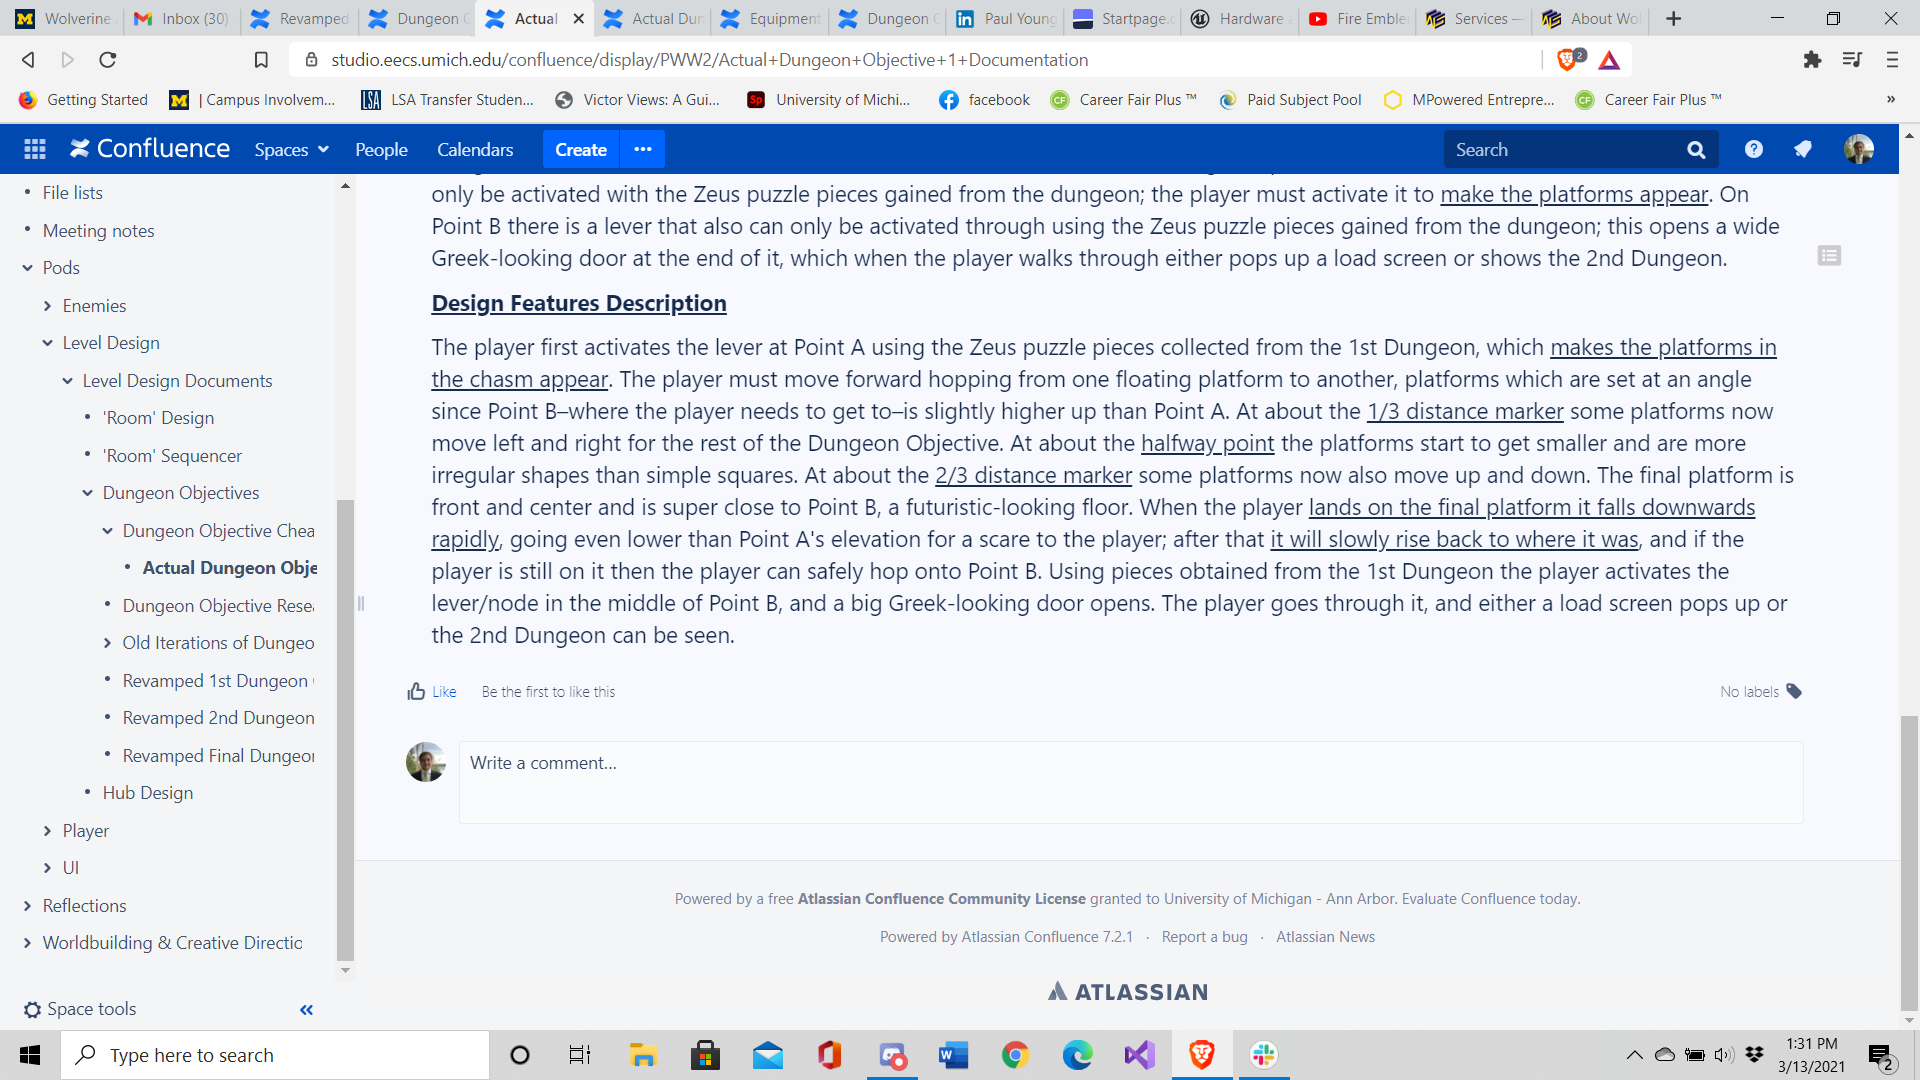 Wolverine
Inbox (30)
Revamped
Dungeon
Actual
Actual Dun
Equipment
Dungeon
Paul Young
Startpage.c
Hardware
Fire Emble
Services —
About Wol
studio.eecs.umich.edu/confluence/display/PWW2/Actual+Dungeon+Objective+1+Documentation
2
Getting Started
| Campus Involvem...
LSA Transfer Studen...
Victor Views: A Gui...
University of Michi...
facebook
Career Fair Plus ™
Paid Subject Pool
MPowered Entrepre...
Career Fair Plus ™
»
Confluence
Spaces
People
Calendars
Create
Search
File lists
Meeting notes
Pods
Enemies
Level Design
Level Design Documents
'Room' Design
'Room' Sequencer
Dungeon Objectives
Dungeon Objective Chea
Actual Dungeon Obje
Dungeon Objective Resea
Old Iterations of Dungeo
Revamped 1st Dungeon
Revamped 2nd Dungeon
Revamped Final Dungeon
Hub Design
Player
UI
Reflections
Worldbuilding & Creative Directio
Space tools
only be activated with the Zeus puzzle pieces gained from the dungeon; the player must activate it to make the platforms appear. On
Point B there is a lever that also can only be activated through using the Zeus puzzle pieces gained from the dungeon; this opens a wide
Greek-looking door at the end of it, which when the player walks through either pops up a load screen or shows the 2nd Dungeon.
Design Features Description
The player first activates the lever at Point A using the Zeus puzzle pieces collected from the 1st Dungeon, which makes the platforms in
the chasm appear. The player must move forward hopping from one floating platform to another, platforms which are set at an angle
since Point B–where the player needs to get to–is slightly higher up than Point A. At about the 1/3 distance marker some platforms now
move left and right for the rest of the Dungeon Objective. At about the halfway point the platforms start to get smaller and are more
irregular shapes than simple squares. At about the 2/3 distance marker some platforms now also move up and down. The final platform is
front and center and is super close to Point B, a futuristic-looking floor. When the player lands on the final platform it falls downwards
rapidly, going even lower than Point A's elevation for a scare to the player; after that it will slowly rise back to where it was, and if the
player is still on it then the player can safely hop onto Point B. Using pieces obtained from the 1st Dungeon the player activates the
lever/node in the middle of Point B, and a big Greek-looking door opens. The player goes through it, and either a load screen pops up or
the 2nd Dungeon can be seen.
Like
Be the first to like this
No labels
Write a comment...
Powered by a free Atlassian Confluence Community License granted to University of Michigan - Ann Arbor. Evaluate Confluence today.
Powered by Atlassian Confluence 7.2.1 · Report a bug · Atlassian News
ATLASSIAN
Type here to search
1:31 PM
3/13/2021
2